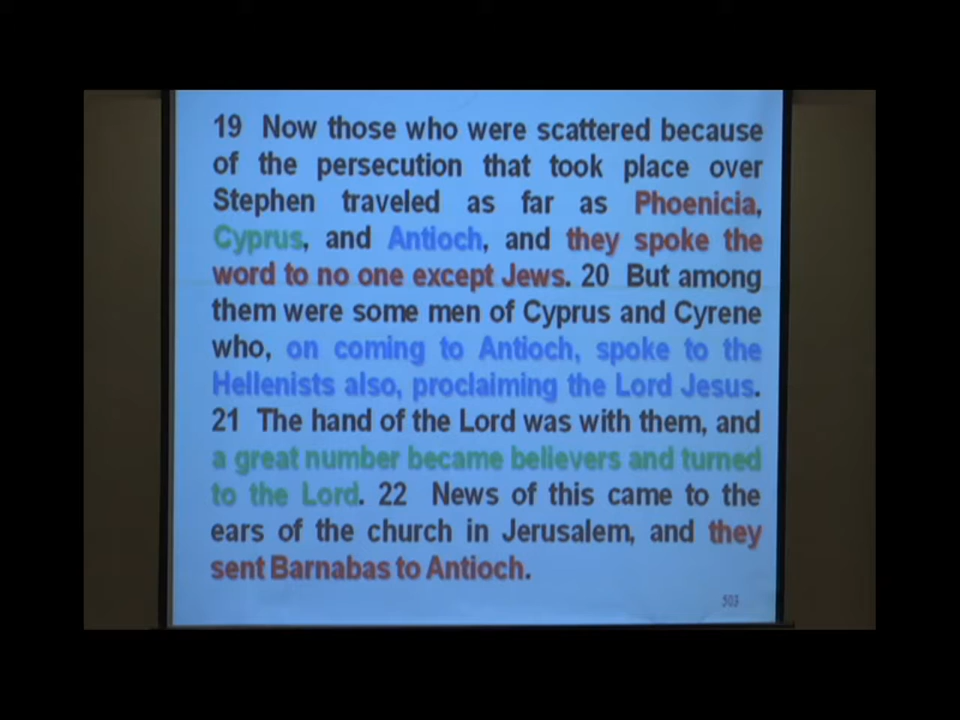 19 Now those who were scattered because
of the persecution that took place over
Stephen traveled as far as Phoenicia,
Cyprus, and Antioch, and they spoke the
word to no one except Jews. 20 But among
them were some men of Cyprus and Cyrene
who, on coming to Antioch, spoke to the
Hellenists also, proclaiming the Lord Jesus.
21 The hand of the Lord was with them, and
a great number became believers and turned
to the Lord. 22 News of this came to the
ears of the church in Jerusalem, and they
sent Barnabas to Antioch.
503